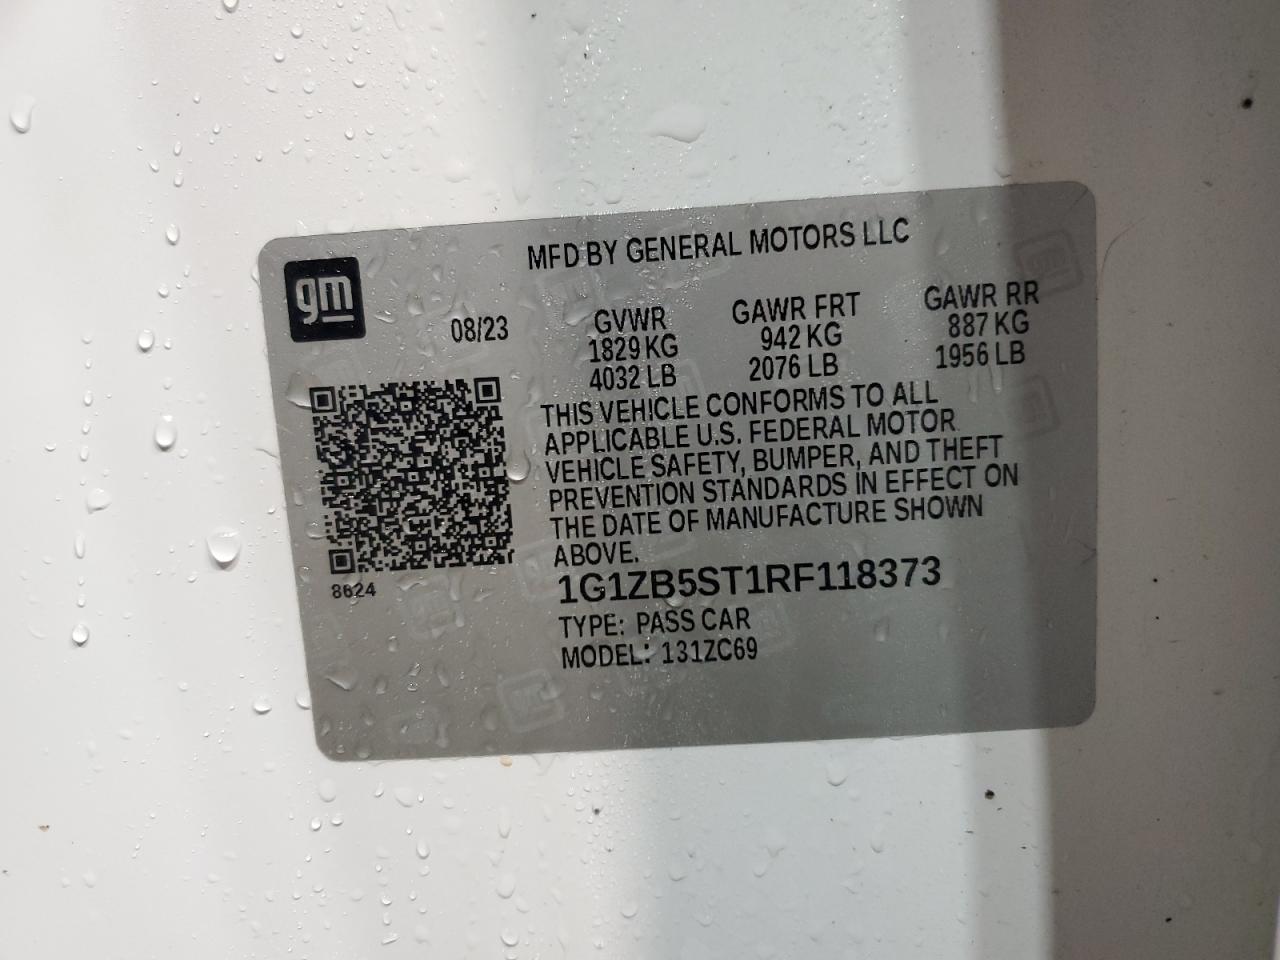 MFD BY GENERAL MOTORS LLC
gm
08/23
GVWR GAWR FRT GAWR RR
1829 KG 942 KG 887 KG
4032 LB 2076 LB 1956 LB
THIS VEHICLE CONFORMS TO ALL
APPLICABLE U.S. FEDERAL MOTOR
VEHICLE SAFETY, BUMPER, AND THEFT
PREVENTION STANDARDS IN EFFECT ON
THE DATE OF MANUFACTURE SHOWN
ABOVE.
8624
1G1ZB5ST1RF118373
TYPE: PASS CAR
MODEL: 131ZC69